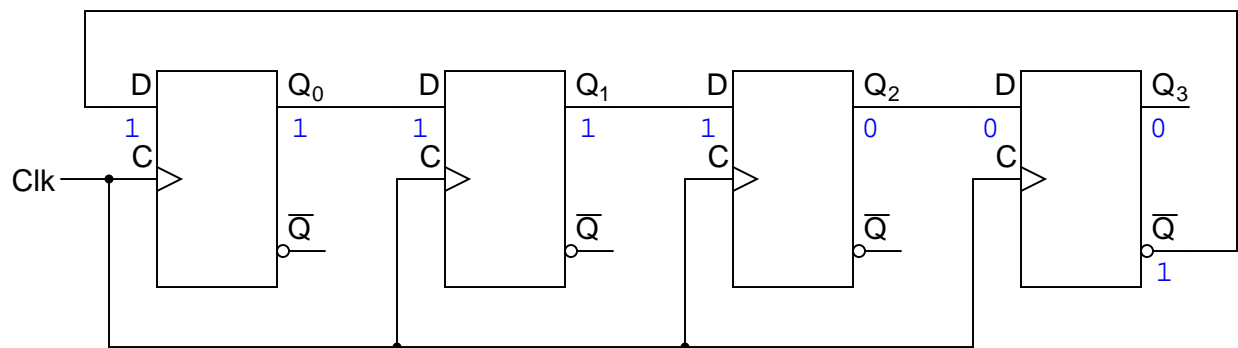 D Q₀ D Q₁ D Q₂ D Q₃
1 1 1 1 1 0 0 0
C C C C
Clk
Q̅ Q̅ Q̅ Q̅
1